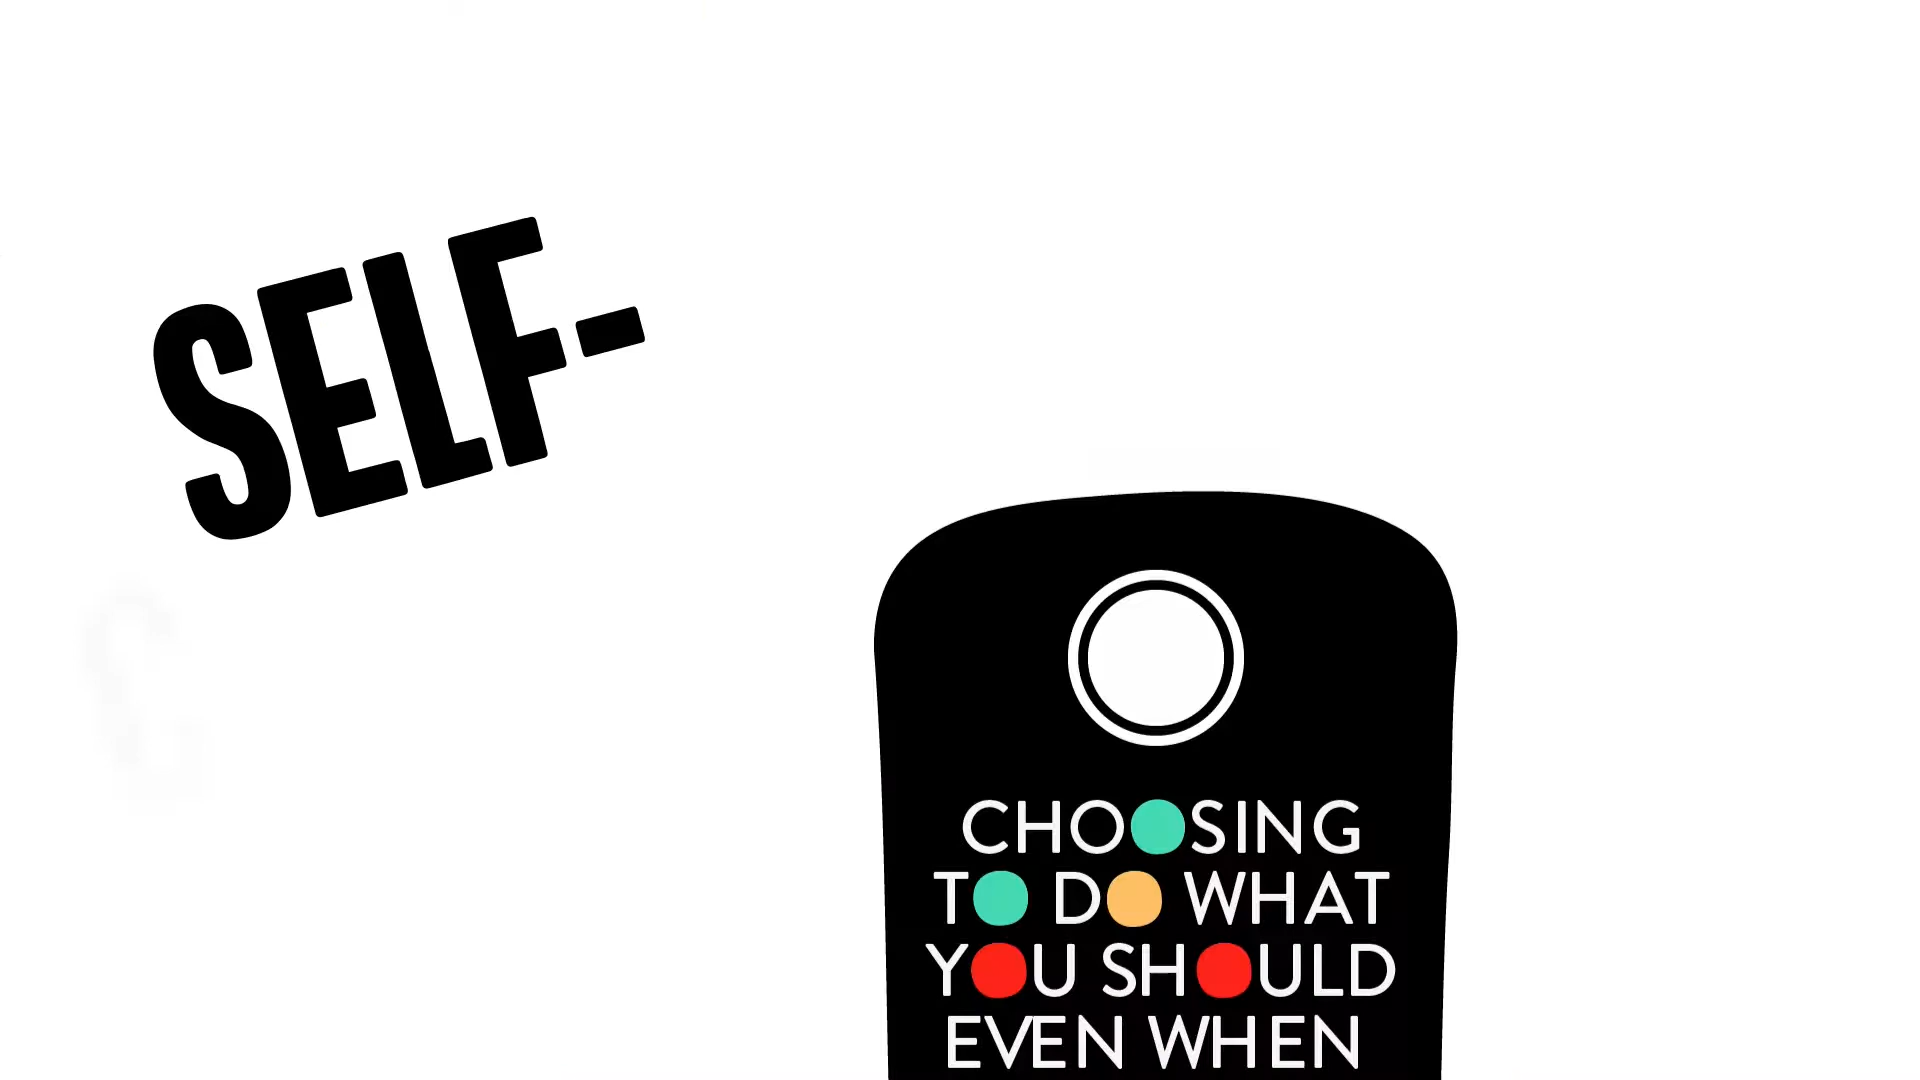 SELF-
CHOOSING
TO DO WHAT
YOU SHOULD
EVEN WHEN